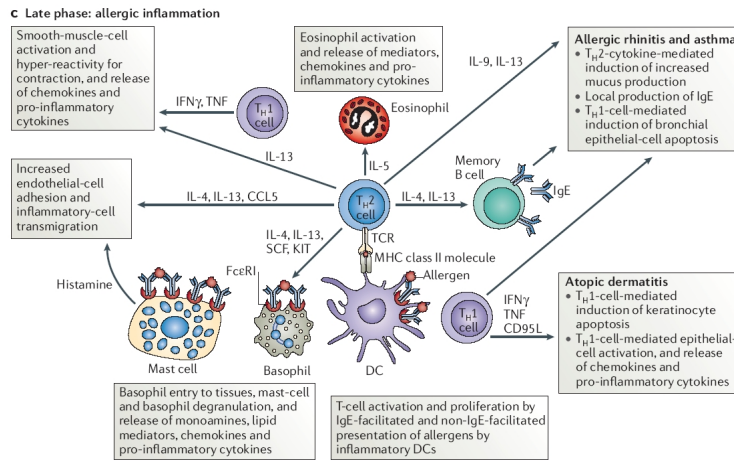 c Late phase: allergic inflammation
Smooth-muscle-cell
activation and
hyper-reactivity for
contraction, and release
of chemokines and
pro-inflammatory
cytokines
IFNγ, TNF
TH1
cell
Eosinophil activation
and release of mediators,
chemokines and pro-
inflammatory cytokines
Eosinophil
IL-9, IL-13
Allergic rhinitis and asthma
• TH2-cytokine-mediated
induction of increased
mucus production
• Local production of IgE
• TH1-cell-mediated
induction of bronchial
epithelial-cell apoptosis
IL-13
IL-5
Memory
B cell
IgE
Increased
endothelial-cell
adhesion and
inflammatory-cell
transmigration
IL-4, IL-13, CCL5
TH2
cell
IL-4, IL-13
IL-4, IL-13,
SCF, KIT
TCR
MHC class II molecule
Allergen
FcεRI
Histamine
Mast cell
Basophil
DC
TH1
cell
IFNγ
TNF
CD95L
Atopic dermatitis
• TH1-cell-mediated
induction of keratinocyte
apoptosis
• TH1-cell-mediated epithelial-
cell activation, and release
of chemokines and
pro-inflammatory cytokines
Basophil entry to tissues, mast-cell
and basophil degranulation, and
release of monoamines, lipid
mediators, chemokines and
pro-inflammatory cytokines
T-cell activation and proliferation by
IgE-facilitated and non-IgE-facilitated
presentation of allergens by
inflammatory DCs